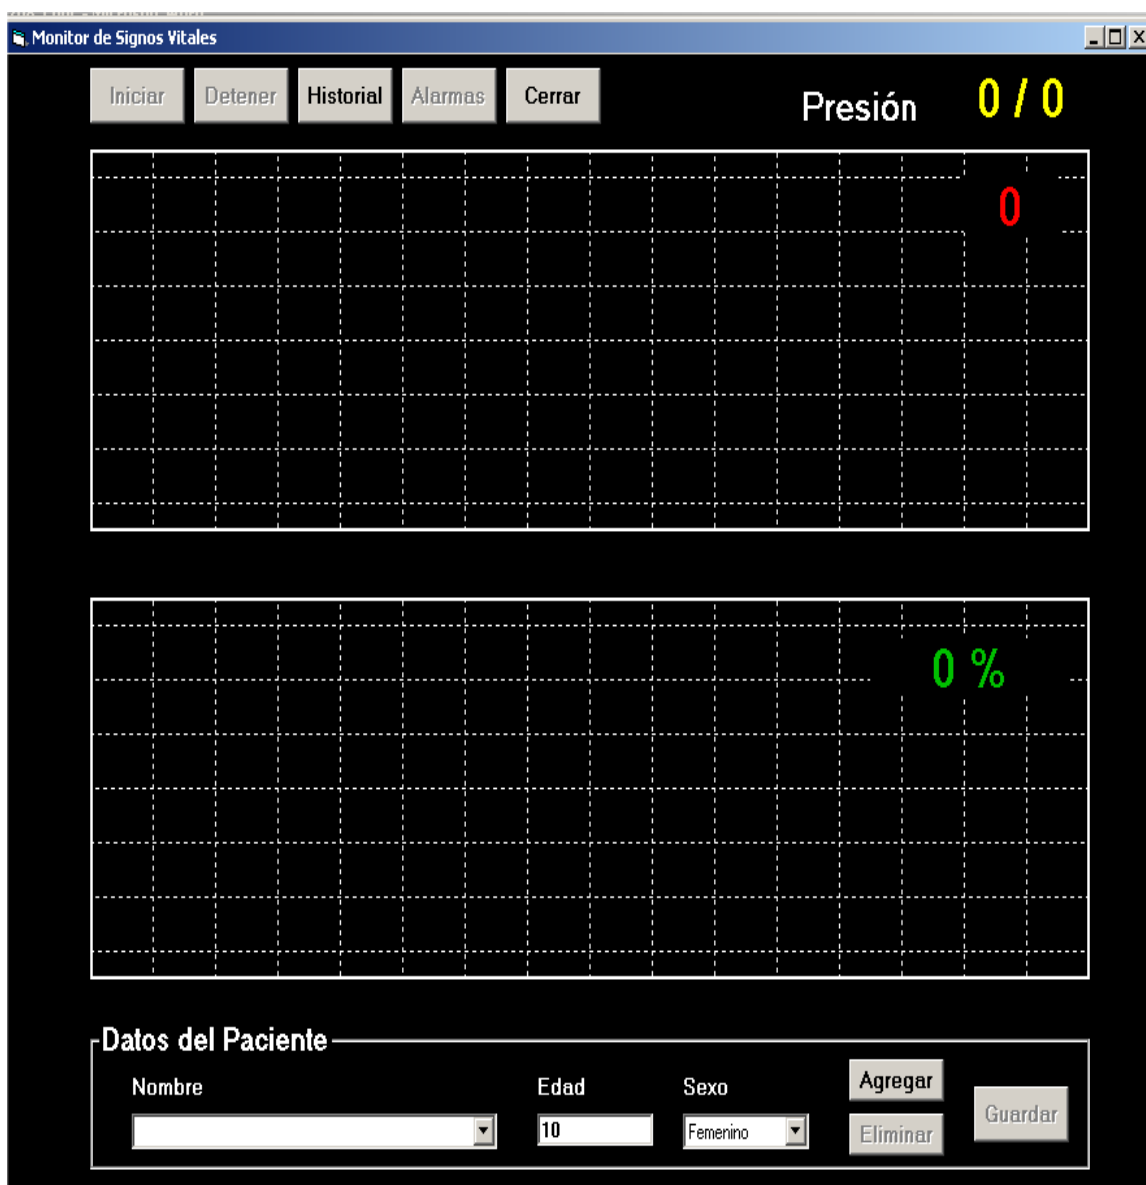 Monitor de Signos Vitales
Iniciar Detener Historial Alarmas Cerrar
Presión 0 / 0
0
0 %
Datos del Paciente
Nombre Edad Sexo Agregar
10 Femenino Eliminar Guardar